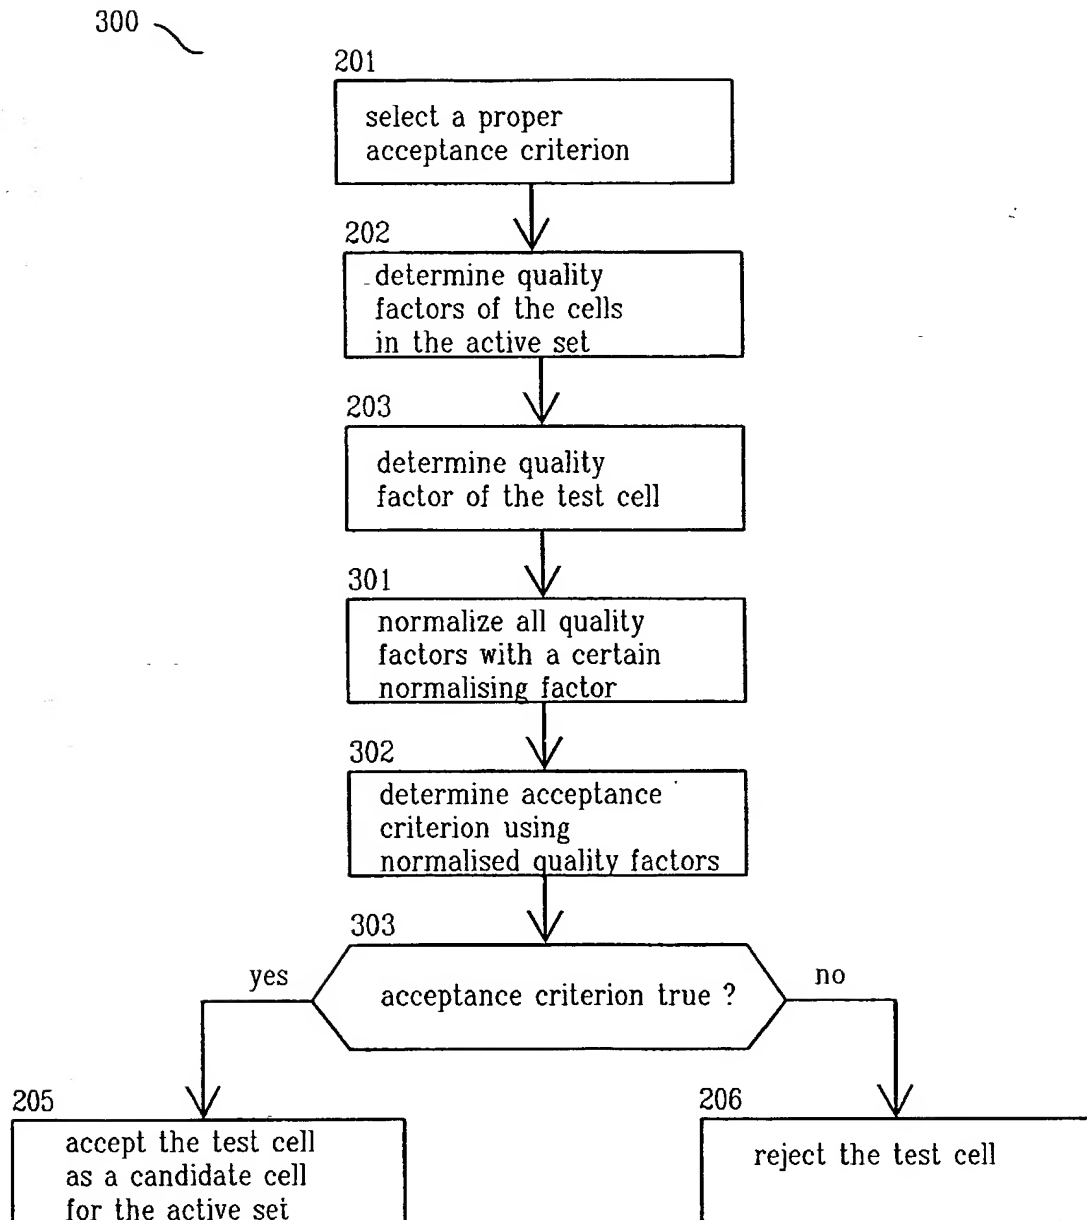 300
201
select a proper
acceptance criterion
202
determine quality
factors of the cells
in the active set
203
determine quality
factor of the test cell
301
normalize all quality
factors with a certain
normalising factor
302
determine acceptance
criterion using
normalised quality factors
303
yes
acceptance criterion true ?
no
205
accept the test cell
as a candidate cell
for the active set
206
reject the test cell